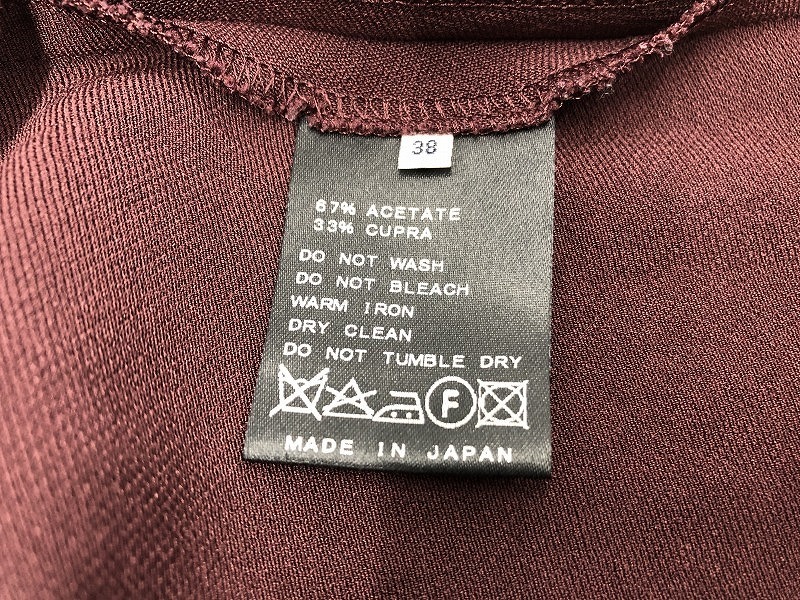 38
67% ACETATE
33% CUPRA
DO NOT WASH
DO NOT BLEACH
WARM IRON
DRY CLEAN
DO NOT TUMBLE DRY
F
MADE IN JAPAN